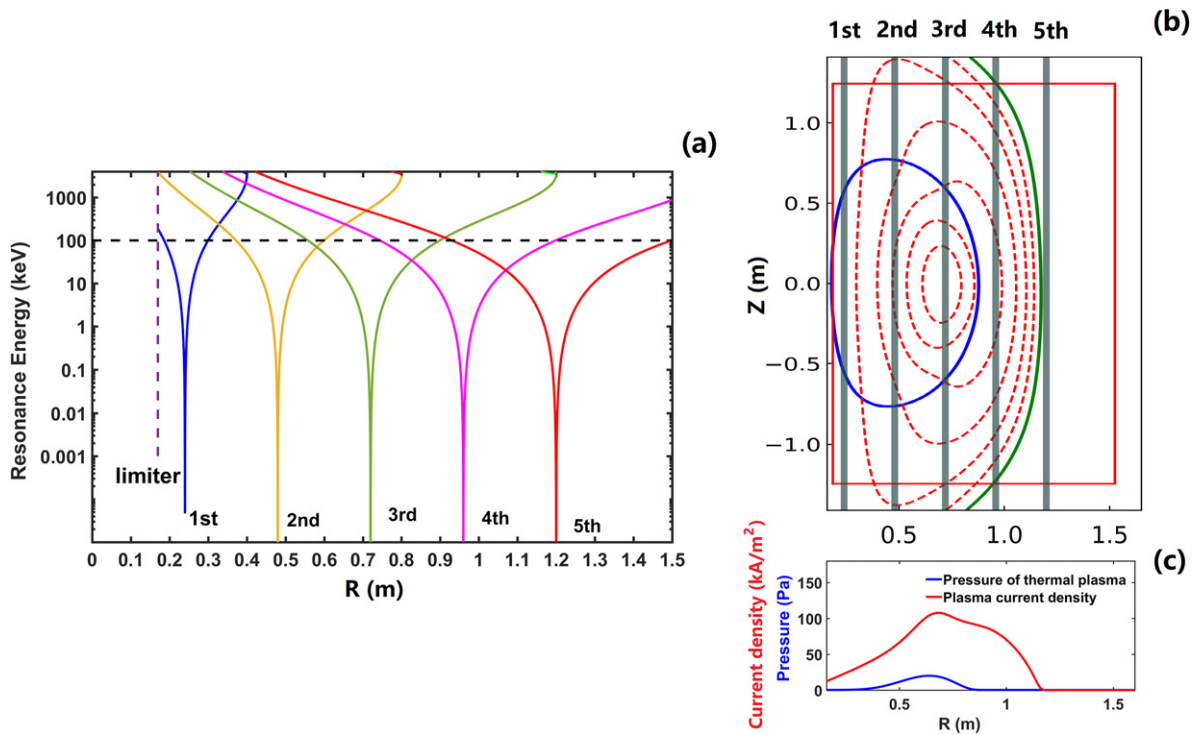 (a)
Resonance Energy (keV)
1000
100
10
1
0.1
0.01
0.001
limiter
1st
2nd
3rd
4th
5th
0 0.1 0.2 0.3 0.4 0.5 0.6 0.7 0.8 0.9 1 1.1 1.2 1.3 1.4 1.5
R (m)
1st 2nd 3rd 4th 5th
(b)
Z (m)
1.0
0.5
0.0
−0.5
−1.0
0.5 1.0 1.5
(c)
Current density (kA/m²)
Pressure (Pa)
150
100
50
0
Pressure of thermal plasma
Plasma current density
0.5 1 1.5
R (m)